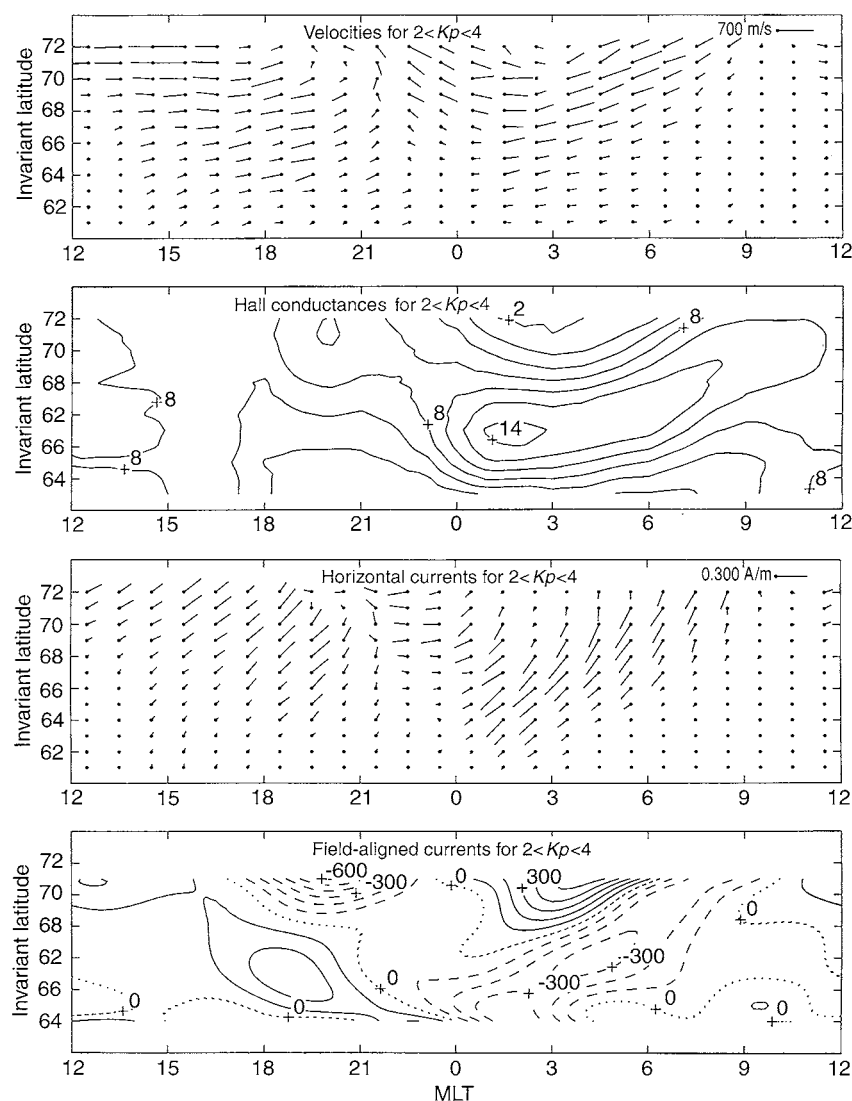 Velocities for 2<Kp<4
700 m/s
Invariant latitude
72
70
68
66
64
62
12 15 18 21 0 3 6 9 12
Hall conductances for 2<Kp<4
Invariant latitude
72
70
68
62
66
64
2
8
8
8
8
14
8
12 15 18 21 0 3 6 9 12
Horizontal currents for 2<Kp<4
0.300 A/m
Invariant latitude
72
70
68
66
64
62
12 15 18 21 0 3 6 9 12
Field-aligned currents for 2<Kp<4
Invariant latitude
72
70
68
62
66
64
-600
-300
0
300
0
-300
-300
0
0
0
0
0
12 15 18 21 0 3 6 9 12
MLT